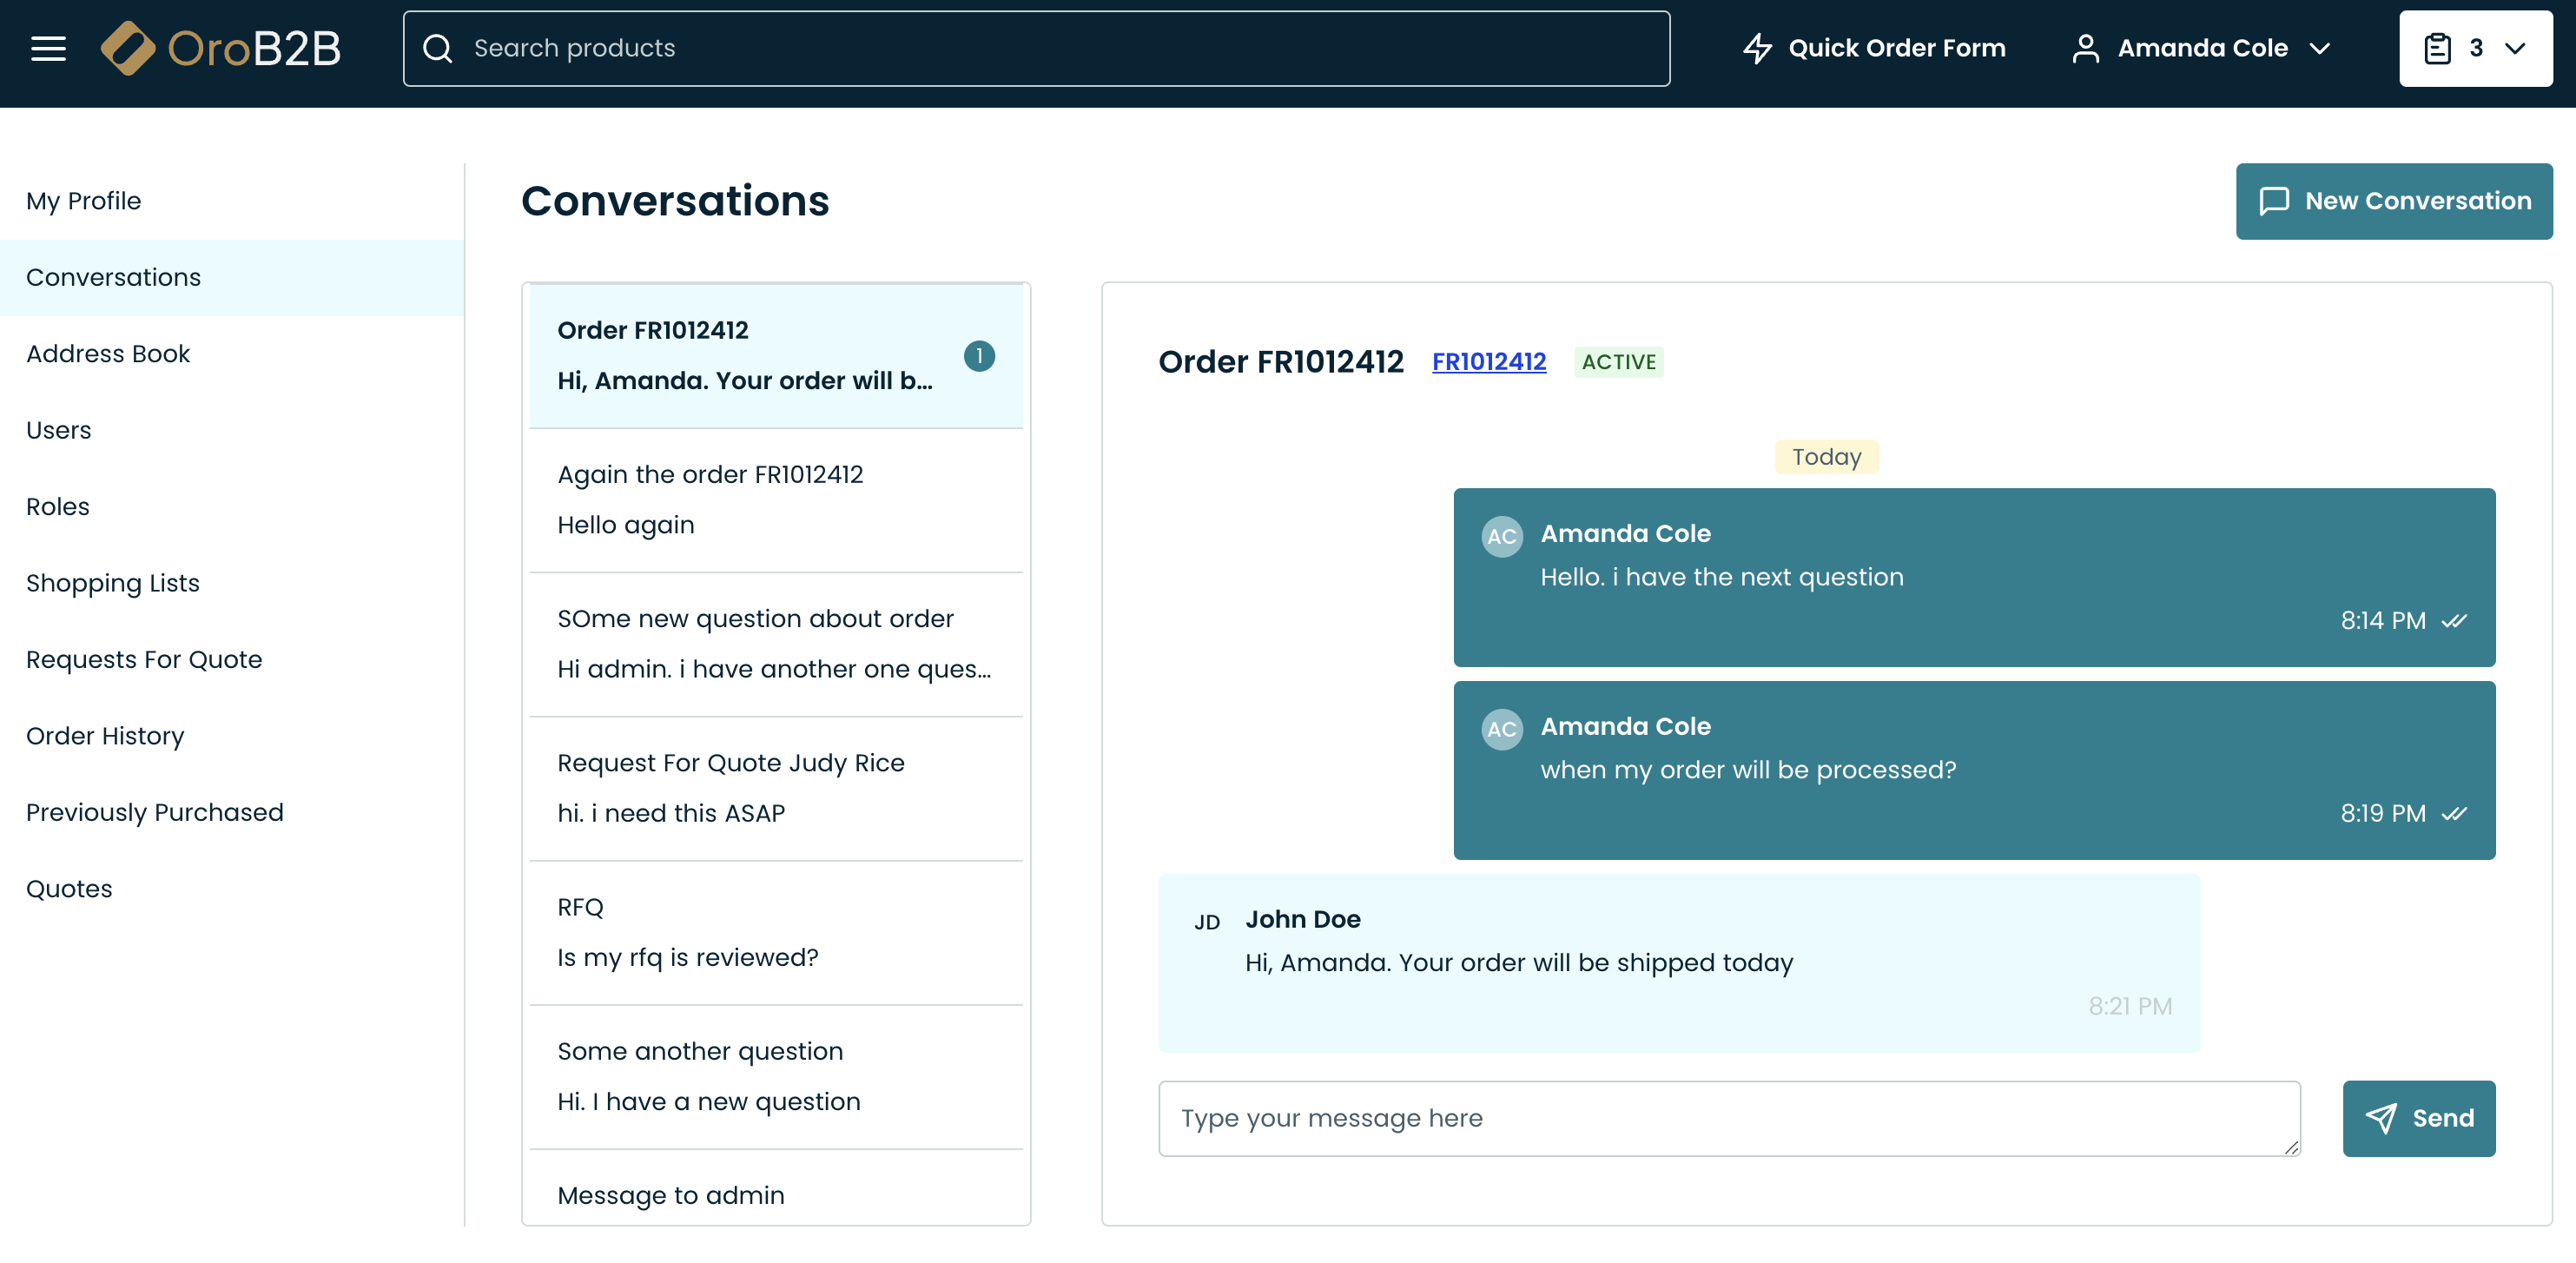 OroB2B
Search products
Quick Order Form
Amanda Cole
3
My Profile
Conversations
Address Book
Users
Roles
Shopping Lists
Requests For Quote
Order History
Previously Purchased
Quotes
Conversations
New Conversation
Order FR1012412
1
Hi, Amanda. Your order will b...
Again the order FR1012412
Hello again
SOme new question about order
Hi admin. i have another one ques...
Request For Quote Judy Rice
hi. i need this ASAP
RFQ
Is my rfq is reviewed?
Some another question
Hi. I have a new question
Message to admin
Order FR1012412 FR1012412 ACTIVE
Today
AC Amanda Cole
Hello. i have the next question
8:14 PM
AC Amanda Cole
when my order will be processed?
8:19 PM
JD John Doe
Hi, Amanda. Your order will be shipped today
8:21 PM
Type your message here
Send